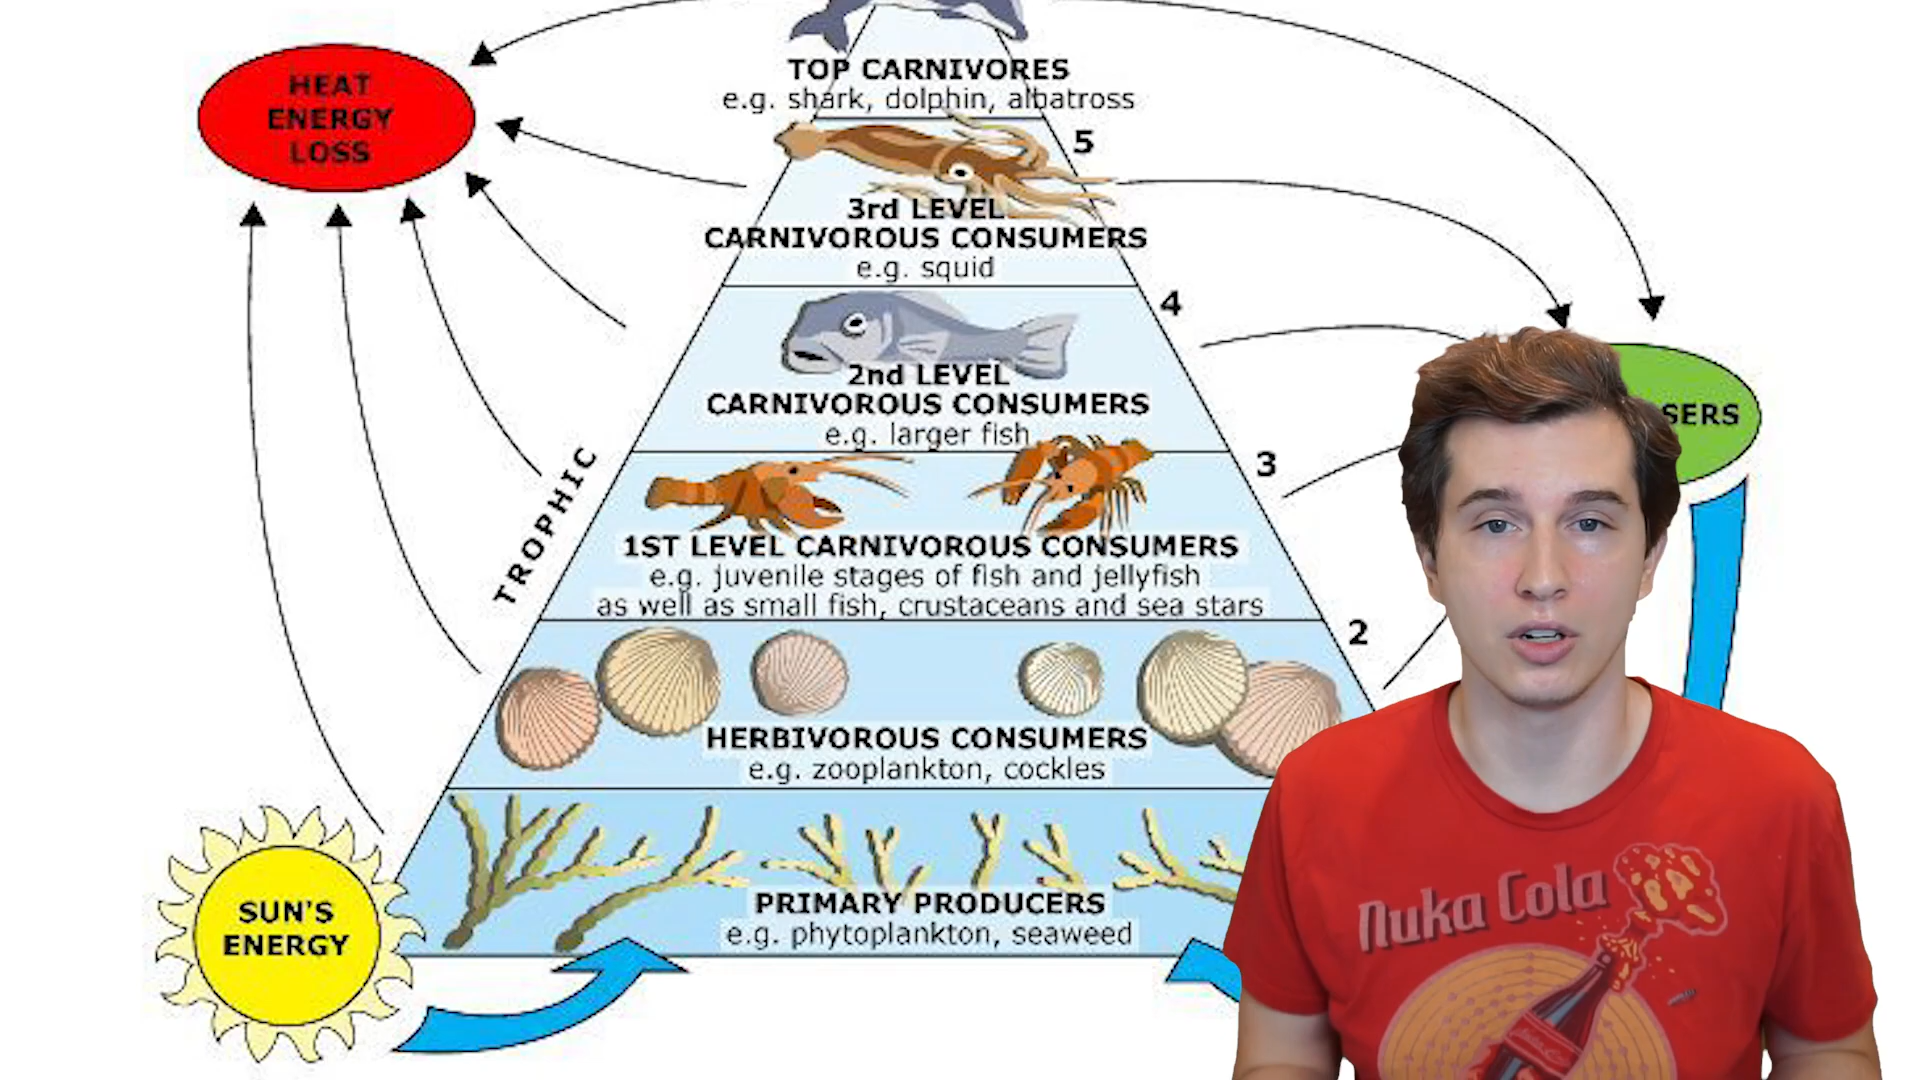 HEAT
ENERGY
LOSS
TOP CARNIVORES
e.g. shark, dolphin, albatross
5
3rd LEVEL
CARNIVOROUS CONSUMERS
e.g. squid
4
2nd LEVEL
CARNIVOROUS CONSUMERS
e.g. larger fish
SERS
3
TROPHIC
1ST LEVEL CARNIVOROUS CONSUMERS
e.g. juvenile stages of fish and jellyfish
as well as small fish, crustaceans and sea stars
2
HERBIVOROUS CONSUMERS
e.g. zooplankton, cockles
PRIMARY PRODUCERS
e.g. phytoplankton, seaweed
SUN'S
ENERGY
Nuka Cola